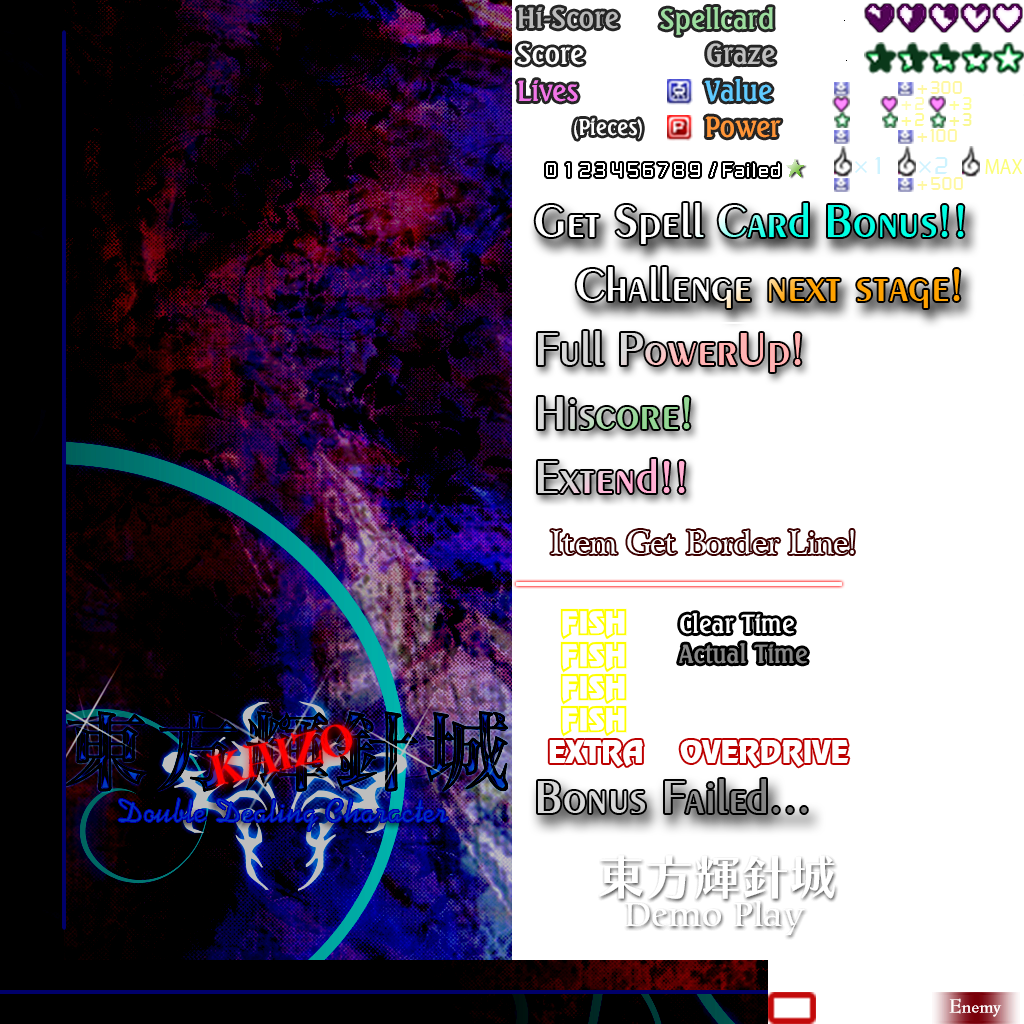 Hi-Score Spellcard
Score Graze
Lives Value
(Pieces) P Power
0123456789 / Failed
+300
+2 +3
+2 +3
+100
×1 ×2 MAX
+500
Get Spell Card Bonus!!
Challenge next stage!
Full PowerUp!
Hiscore!
Extend!!
Item Get Border Line!
FISH Clear Time
FISH Actual Time
FISH
FISH
EXTRA OVERDRIVE
Bonus Failed...
東方輝針城
Demo Play
Enemy
東方輝針城
KIMZO
Double Dealing Character